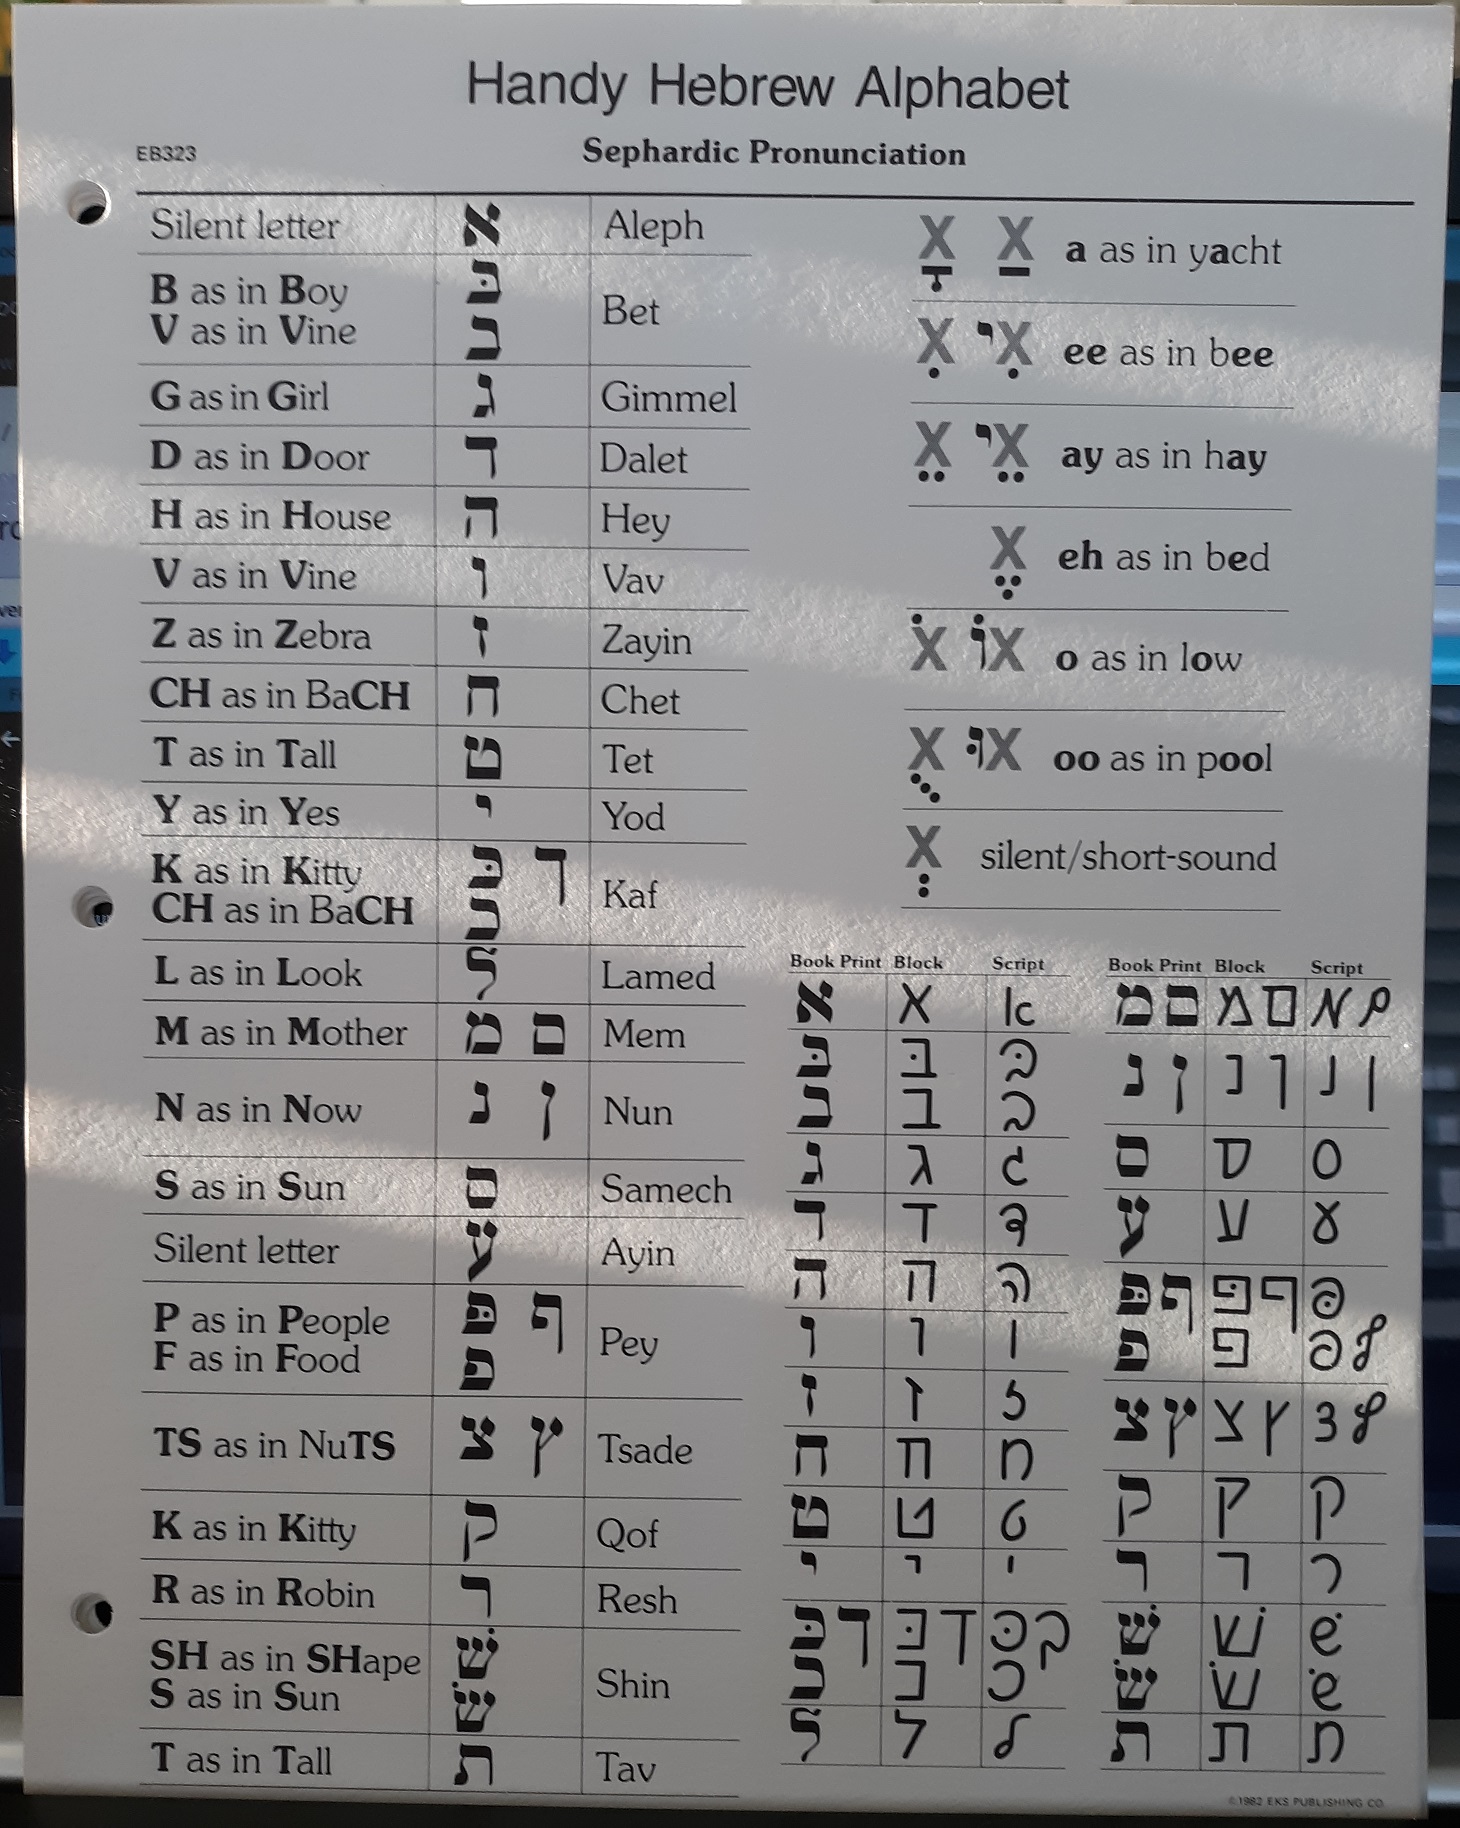 Handy Hebrew Alphabet
EB323
Sephardic Pronunciation
Silent letter א Aleph
B as in Boy בּ
V as in Vine ב
Bet
G as in Girl ג Gimmel
D as in Door ד Dalet
H as in House ה Hey
V as in Vine ו Vav
Z as in Zebra ז Zayin
CH as in BaCH ח Chet
T as in Tall ט Tet
Y as in Yes י Yod
K as in Kitty כּ ך
CH as in BaCH כ
Kaf
L as in Look ל Lamed
M as in Mother מ ם Mem
N as in Now נ ן Nun
S as in Sun ס Samech
Silent letter ע Ayin
P as in People פּ ף
F as in Food פ
Pey
TS as in NuTS צ ץ Tsade
K as in Kitty ק Qof
R as in Robin ר Resh
SH as in SHape שׁ
S as in Sun שׂ
Shin
T as in Tall ת Tav
Xָ Xַ a as in yacht
Xִ יXִ ee as in bee
Xֵ יXֵ ay as in hay
Xֶ eh as in bed
Xֹ וֹX o as in low
Xֻ וּX oo as in pool
Xְ silent/short-sound
Book Print Block Script
א א א
בּ בּ בּ
ב ב ב
ג ג ג
ד ד ד
ה ה ה
ו ו ו
ז ז ז
ח ח ח
ט ט ט
י י י
כּ ך כּ ך כּ ך
כ כ כ
ל ל ל
Book Print Block Script
מ ם מ ם מ ם
נ ן נ ן נ ן
ס ס ס
ע ע ע
פּ ף פּ ף פּ
פ פ פ ף
צ ץ צ ץ צ ץ
ק ק ק
ר ר ר
שׁ שׁ שׁ
שׂ שׂ שׂ
ת ת ת
©1982 EKS PUBLISHING CO.